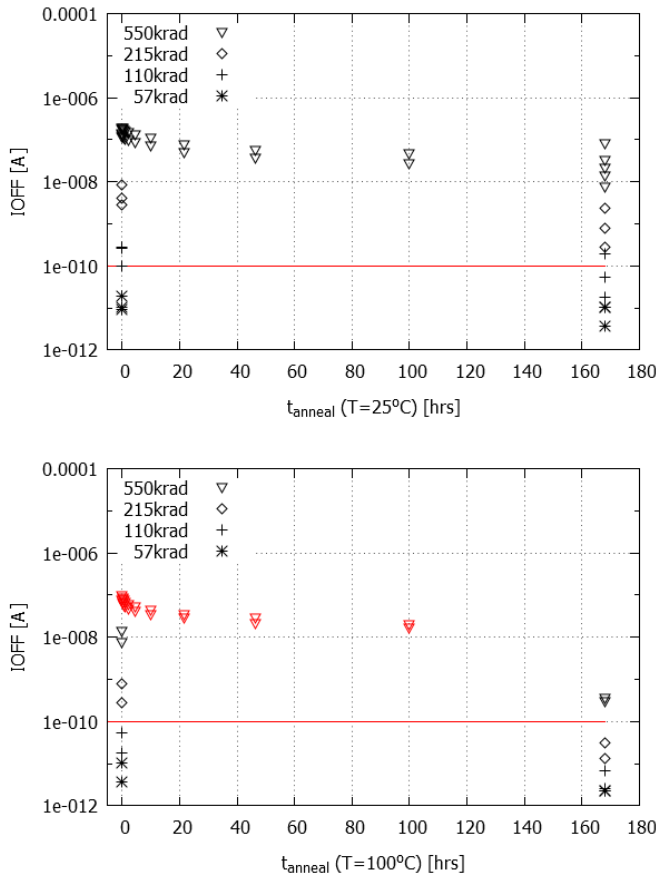 0.0001
1e-006
1e-008
1e-010
1e-012
IOFF [A]
550krad
215krad
110krad
57krad
0 20 40 60 80 100 120 140 160 180
tanneal (T=25oC) [hrs]
0.0001
1e-006
1e-008
1e-010
1e-012
IOFF [A]
550krad
215krad
110krad
57krad
0 20 40 60 80 100 120 140 160 180
tanneal (T=100oC) [hrs]